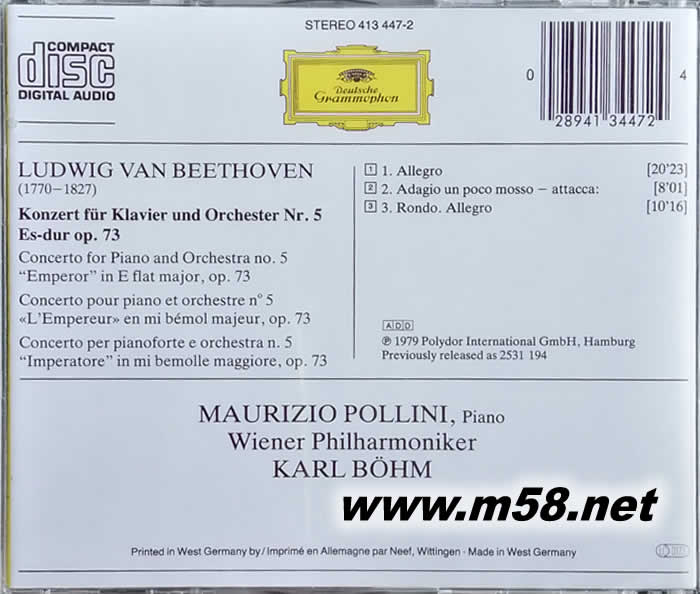 STEREO 413 447-2
COMPACT
disc
DIGITAL AUDIO
Deutsche
Grammophon
0
28941 34472
4
LUDWIG VAN BEETHOVEN
(1770–1827)
Konzert für Klavier und Orchester Nr. 5
Es-dur op. 73
Concerto for Piano and Orchestra no. 5
“Emperor” in E flat major, op. 73
Concerto pour piano et orchestre n° 5
«L’Empereur» en mi bémol majeur, op. 73
Concerto per pianoforte e orchestra n. 5
“Imperatore” in mi bemolle maggiore, op. 73
1 1. Allegro [20’23]
2 2. Adagio un poco mosso – attacca: [8’01]
3 3. Rondo. Allegro [10’16]
ADD
℗ 1979 Polydor International GmbH, Hamburg
Previously released as 2531 194
MAURIZIO POLLINI, Piano
Wiener Philharmoniker
KARL BÖHM
www.m58.net
Printed in West Germany by/Imprimé en Allemagne par Neef, Wittingen · Made in West Germany